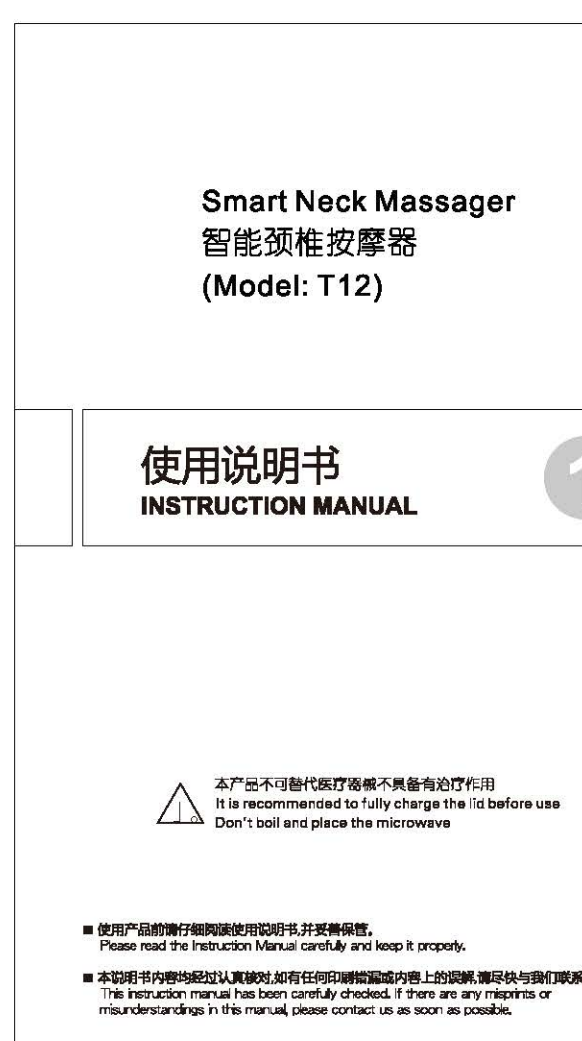 Smart Neck Massager
智能颈椎按摩器
(Model: T12)
使用说明书
INSTRUCTION MANUAL
1
本产品不可替代医疗器械不具备有治疗作用
It is recommended to fully charge the lid before use
Don't boil and place the microwave
■ 使用产品前请仔细阅读使用说明书,并妥善保管。
Please read the Instruction Manual carefully and keep it properly.
■ 本说明书内容均经过认真核对,如有任何印刷错漏或内容上的误解,请尽快与我们联系
This instruction manual has been carefully checked. If there are any misprints or
misunderstandings in this manual, please contact us as soon as possible.